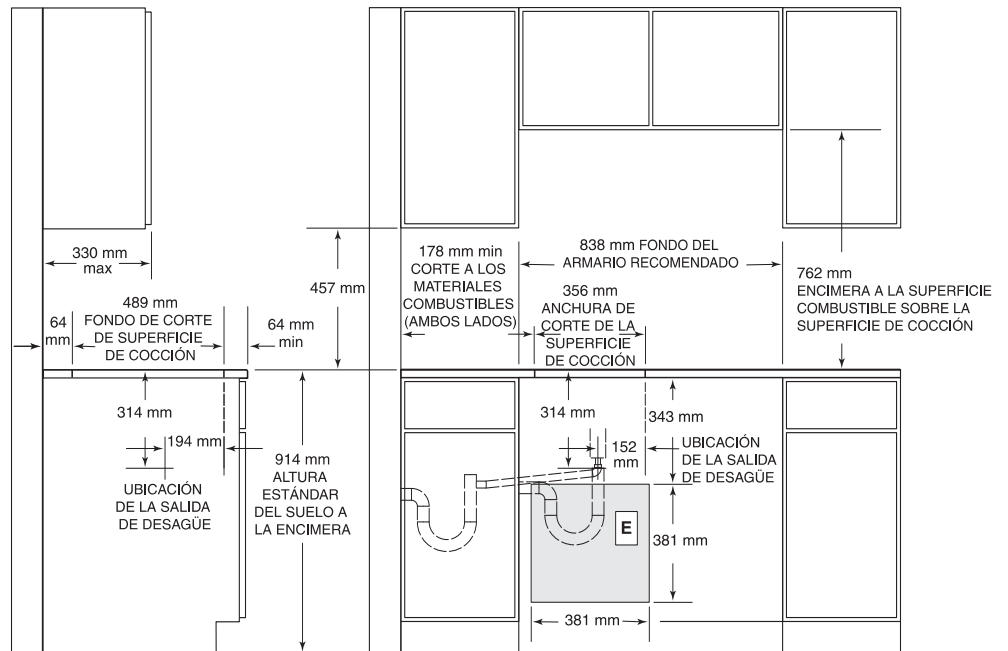 330 mm
max
457 mm
489 mm
FONDO DE CORTE
DE SUPERFICIE
DE COCCIÓN
64
mm
64 mm
min
314 mm
194 mm
UBICACIÓN
DE LA SALIDA
DE DESAGÜE
914 mm
ALTURA
ESTÁNDAR
DEL SUELO A
LA ENCIMERA
178 mm min
CORTE A LOS
MATERIALES
COMBUSTIBLES
(AMBOS LADOS)
838 mm FONDO DEL
ARMARIO RECOMENDADO
356 mm
ANCHURA DE
CORTE DE LA
SUPERFICIE
DE COCCIÓN
762 mm
ENCIMERA A LA SUPERFICIE
COMBUSTIBLE SOBRE LA
SUPERFICIE DE COCCIÓN
314 mm
343 mm
152
mm
UBICACIÓN
DE LA SALIDA
DE DESAGÜE
E
381 mm
381 mm